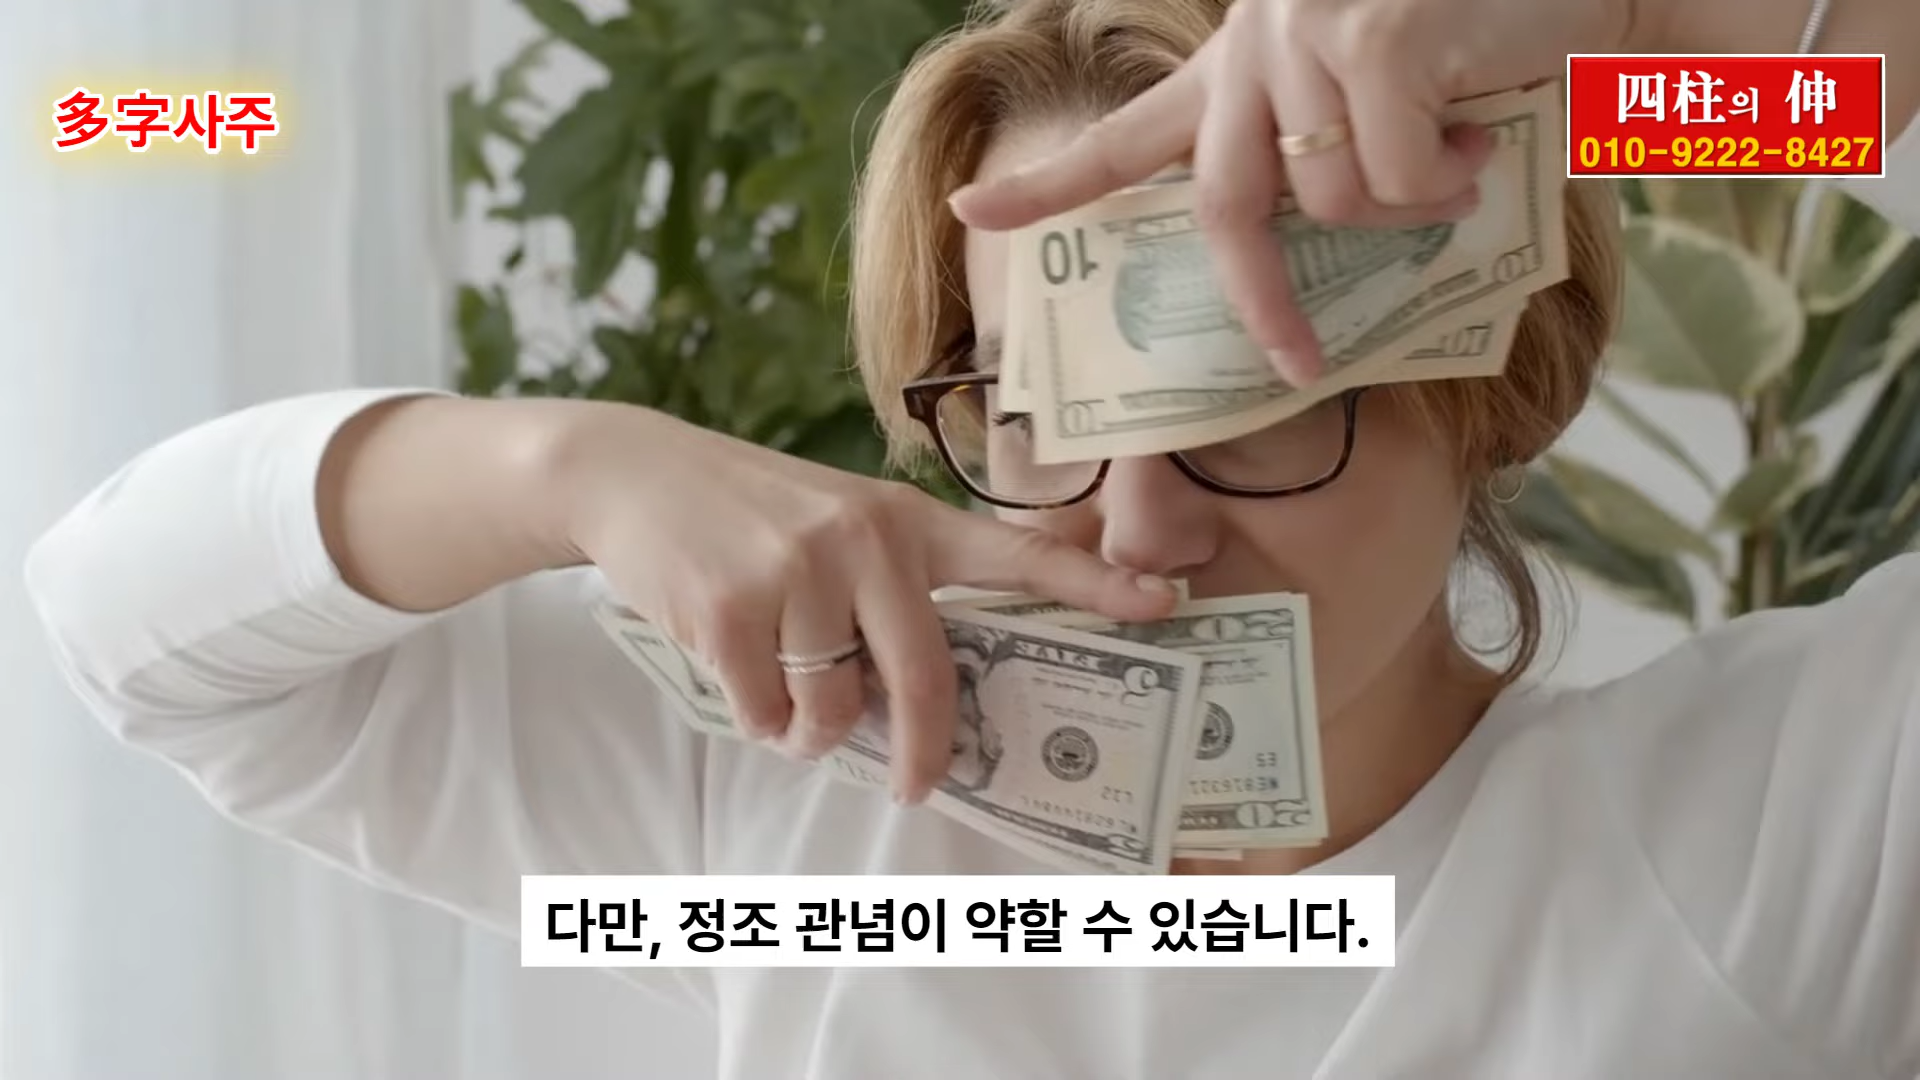 多字사주
四柱의 伸
010-9222-8427
10
다만, 정조 관념이 약할 수 있습니다.